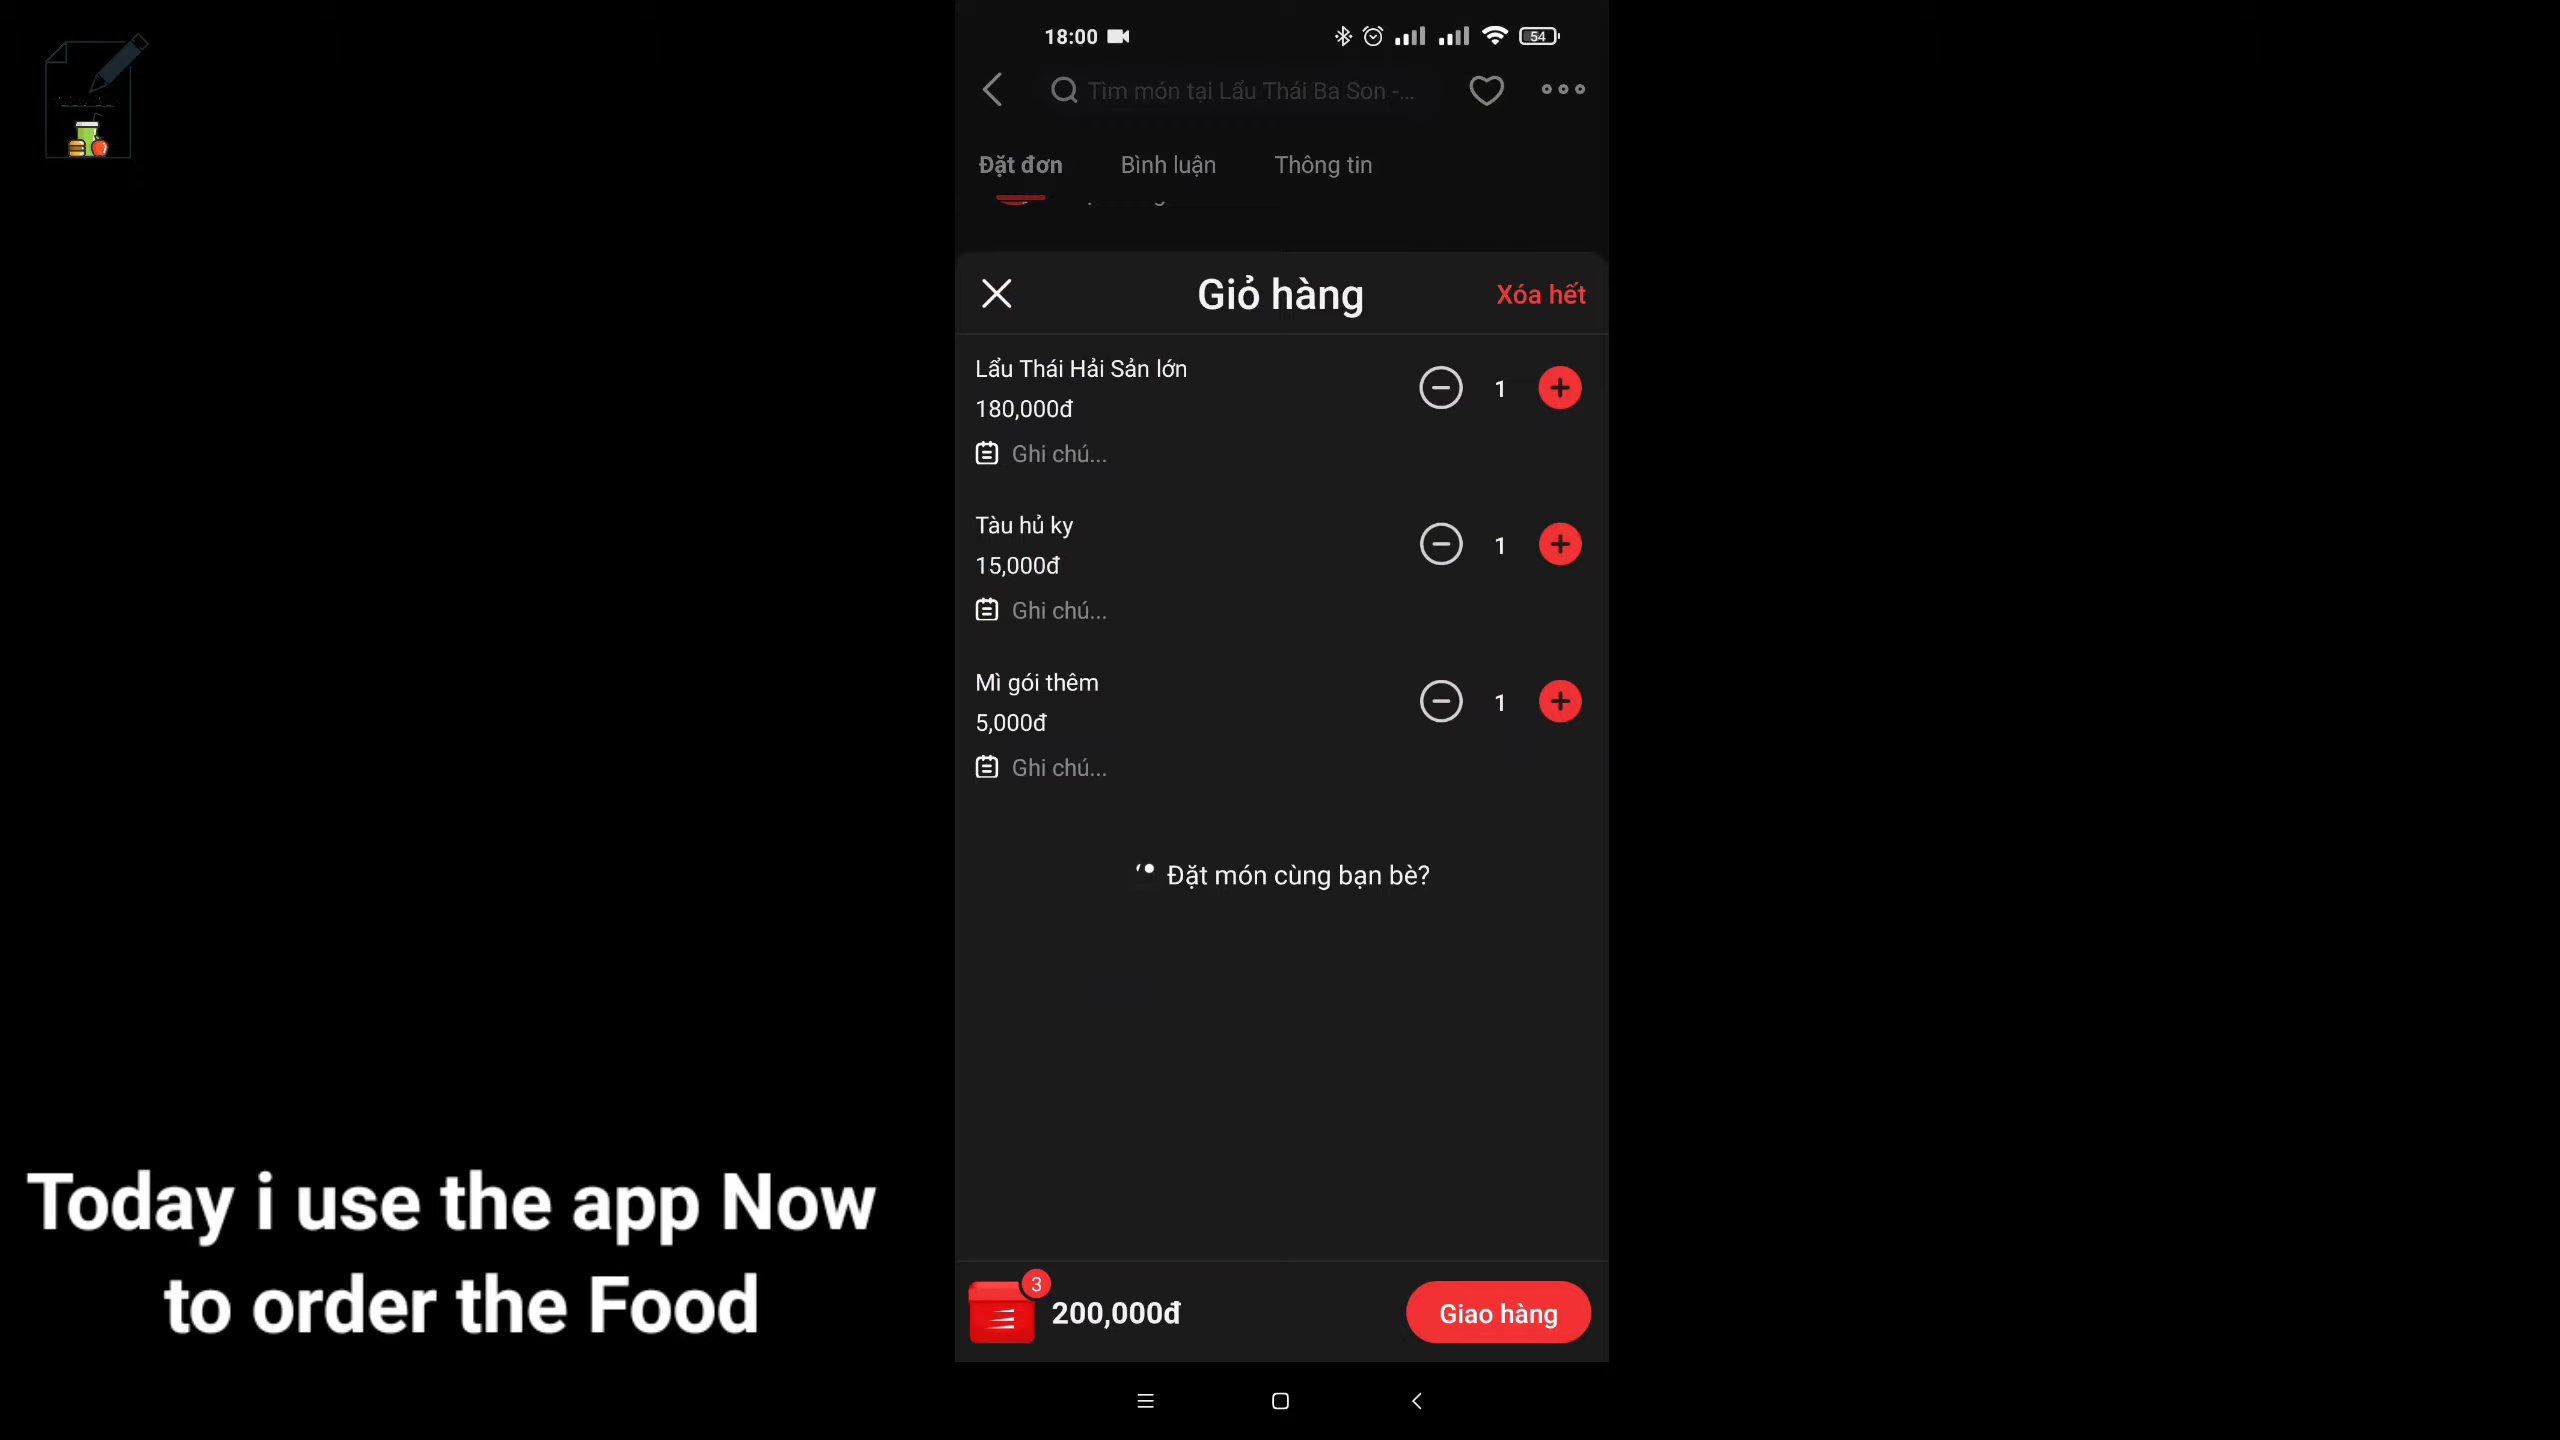 18:00
54
Tìm món tại Lẩu Thái Ba Son -...
Đặt đơn Bình luận Thông tin
Giỏ hàng
Xóa hết
Lẩu Thái Hải Sản lớn
180,000đ
1
Ghi chú...
Tàu hủ ky
15,000đ
1
Ghi chú...
Mì gói thêm
5,000đ
1
Ghi chú...
Đặt món cùng bạn bè?
3
200,000đ
Giao hàng
Today i use the app Now
to order the Food